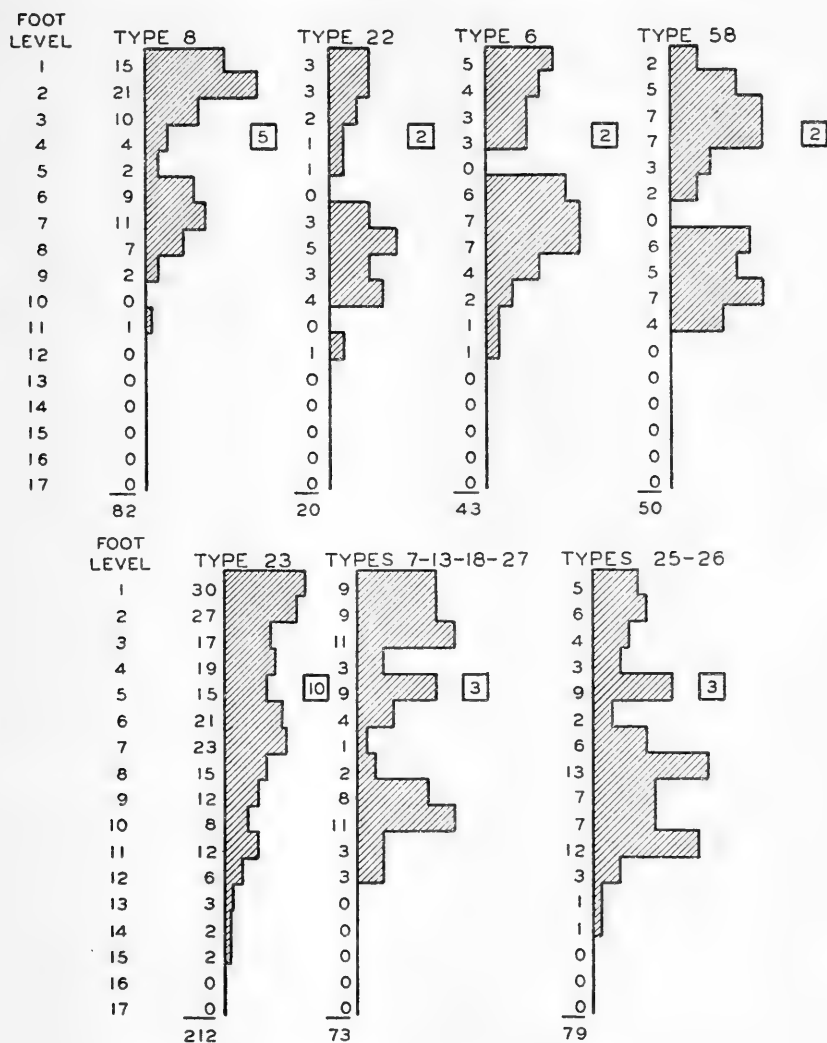 FOOT
LEVEL TYPE 8 TYPE 22 TYPE 6 TYPE 58
1 15 3 5 2
2 21 3 4 5
3 10 2 3 7
4 4 5 1 2 3 2 7 2
5 2 1 0 3
6 9 0 6 2
7 11 3 7 0
8 7 5 7 6
9 2 3 4 5
10 0 4 2 7
11 1 0 1 4
12 0 1 1 0
13 0 0 0 0
14 0 0 0 0
15 0 0 0 0
16 0 0 0 0
17 0 0 0 0
82 20 43 50
FOOT
LEVEL TYPE 23 TYPES 7-13-18-27 TYPES 25-26
1 30 9 5
2 27 9 6
3 17 11 4
4 19 3 3
5 15 10 9 3 9 3
6 21 4 2
7 23 1 6
8 15 2 13
9 12 8 7
10 8 11 7
11 12 3 12
12 6 3 3
13 3 0 1
14 2 0 1
15 2 0 0
16 0 0 0
17 0 0 0
212 73 79